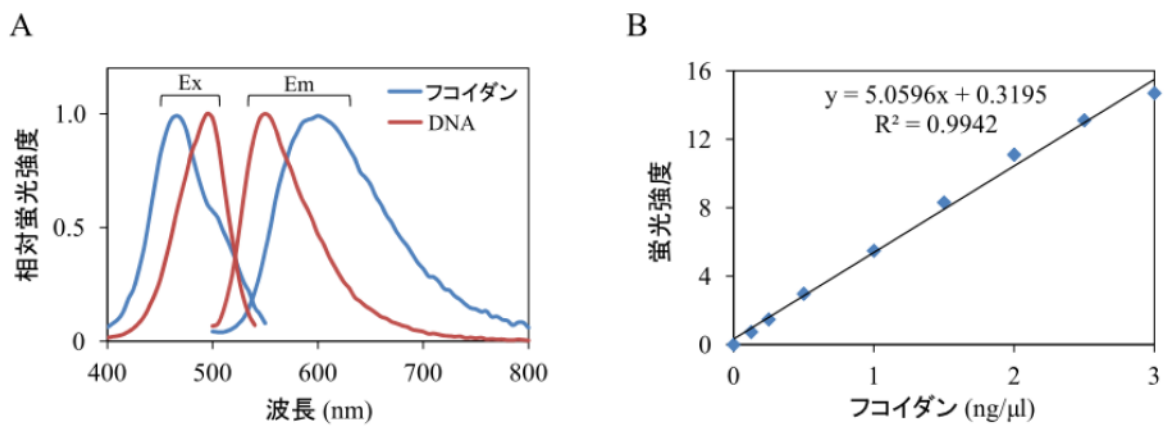 A
Ex
Em
フコイダン
DNA
1.0
0.5
0
相対蛍光強度
400
500
600
700
800
波長 (nm)
B
y = 5.0596x + 0.3195
R² = 0.9942
16
12
8
4
0
蛍光強度
0
1
2
3
フコイダン (ng/μl)